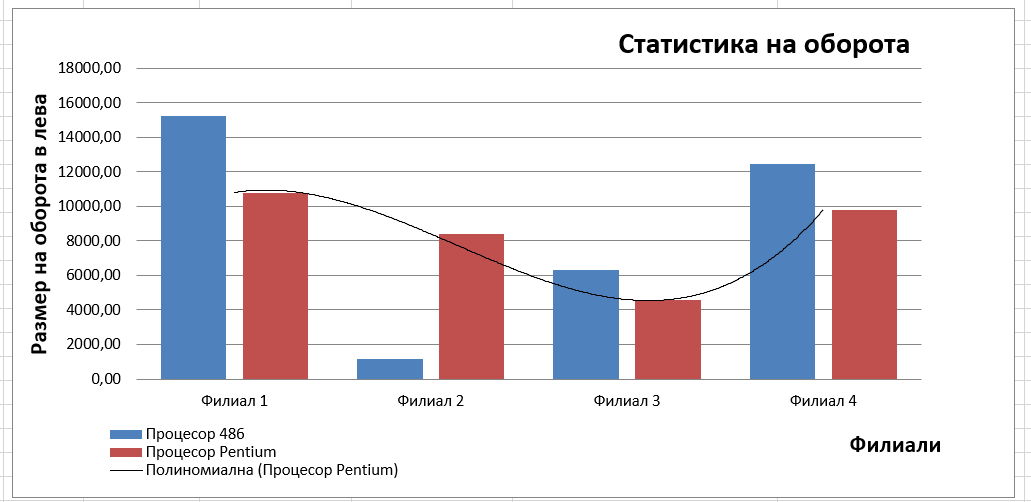 Статистика на оборота
Размер на оборота в лева
18000,00
16000,00
14000,00
12000,00
10000,00
8000,00
6000,00
4000,00
2000,00
0,00
Филиал 1 Филиал 2 Филиал 3 Филиал 4
Филиали
Процесор 486
Процесор Pentium
Полиномиална (Процесор Pentium)